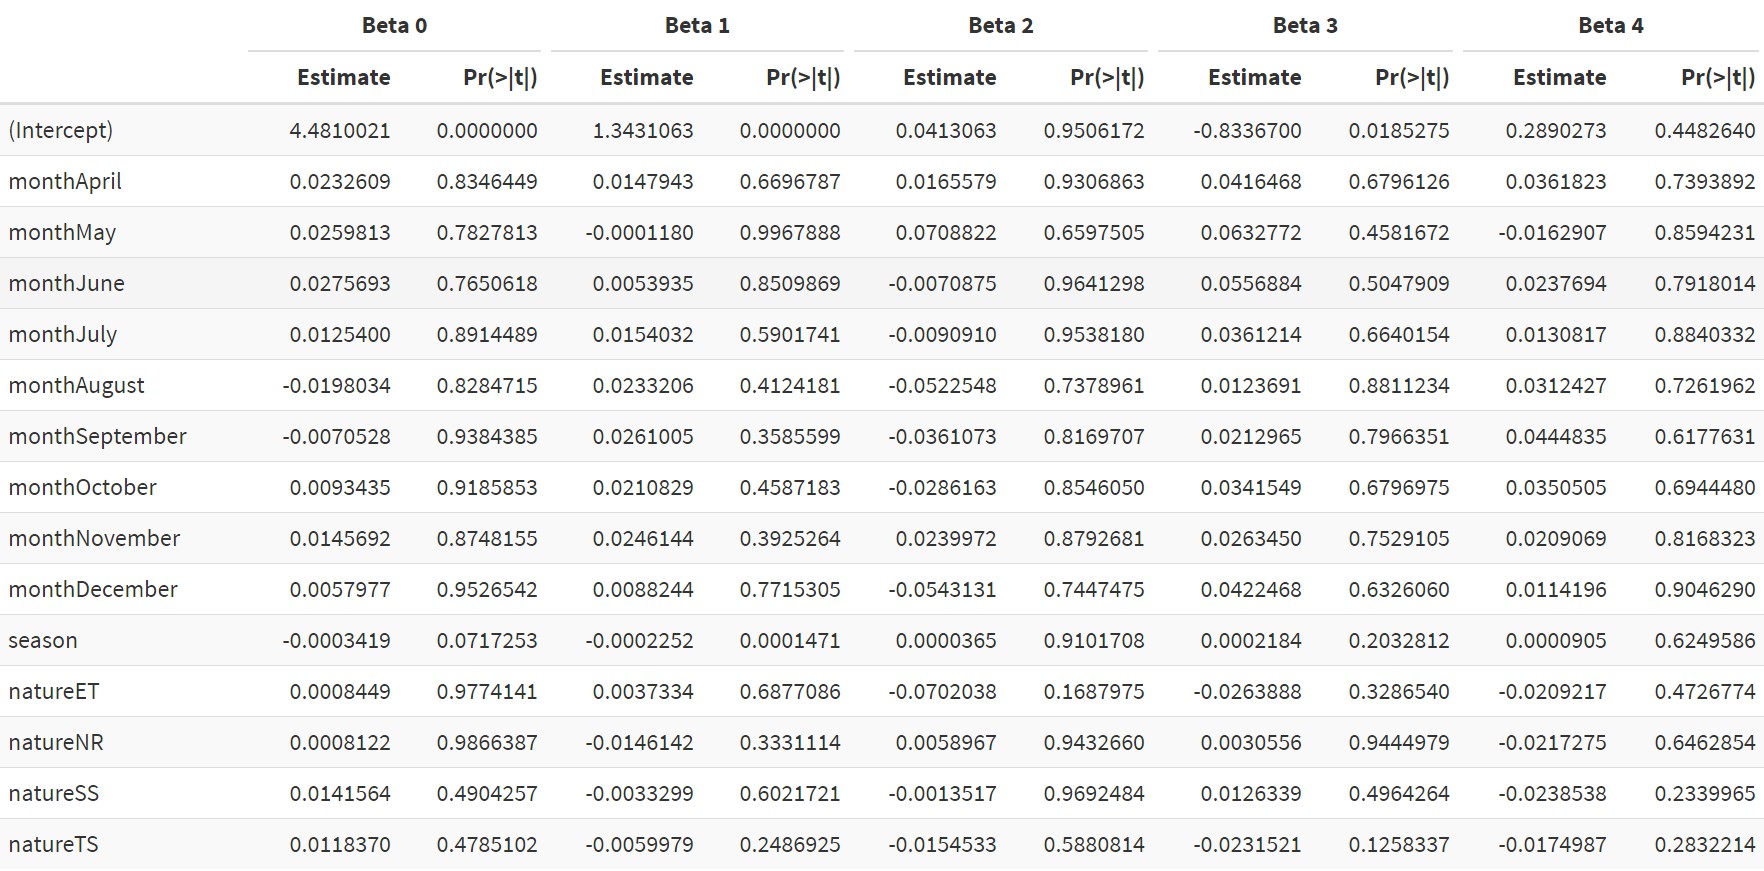 Beta 0 Beta 1 Beta 2 Beta 3 Beta 4
Estimate Pr(>|t|) Estimate Pr(>|t|) Estimate Pr(>|t|) Estimate Pr(>|t|) Estimate Pr(>|t|)
(Intercept) 4.4810021 0.0000000 1.3431063 0.0000000 0.0413063 0.9506172 -0.8336700 0.0185275 0.2890273 0.4482640
monthApril 0.0232609 0.8346449 0.0147943 0.6696787 0.0165579 0.9306863 0.0416468 0.6796126 0.0361823 0.7393892
monthMay 0.0259813 0.7827813 -0.0001180 0.9967888 0.0708822 0.6597505 0.0632772 0.4581672 -0.0162907 0.8594231
monthJune 0.0275693 0.7650618 0.0053935 0.8509869 -0.0070875 0.9641298 0.0556884 0.5047909 0.0237694 0.7918014
monthJuly 0.0125400 0.8914489 0.0154032 0.5901741 -0.0090910 0.9538180 0.0361214 0.6640154 0.0130817 0.8840332
monthAugust -0.0198034 0.8284715 0.0233206 0.4124181 -0.0522548 0.7378961 0.0123691 0.8811234 0.0312427 0.7261962
monthSeptember -0.0070528 0.9384385 0.0261005 0.3585599 -0.0361073 0.8169707 0.0212965 0.7966351 0.0444835 0.6177631
monthOctober 0.0093435 0.9185853 0.0210829 0.4587183 -0.0286163 0.8546050 0.0341549 0.6796975 0.0350505 0.6944480
monthNovember 0.0145692 0.8748155 0.0246144 0.3925264 0.0239972 0.8792681 0.0263450 0.7529105 0.0209069 0.8168323
monthDecember 0.0057977 0.9526542 0.0088244 0.7715305 -0.0543131 0.7447475 0.0422468 0.6326060 0.0114196 0.9046290
season -0.0003419 0.0717253 -0.0002252 0.0001471 0.0000365 0.9101708 0.0002184 0.2032812 0.0000905 0.6249586
natureET 0.0008449 0.9774141 0.0037334 0.6877086 -0.0702038 0.1687975 -0.0263888 0.3286540 -0.0209217 0.4726774
natureNR 0.0008122 0.9866387 -0.0146142 0.3331114 0.0058967 0.9432660 0.0030556 0.9444979 -0.0217275 0.6462854
natureSS 0.0141564 0.4904257 -0.0033299 0.6021721 -0.0013517 0.9692484 0.0126339 0.4964264 -0.0238538 0.2339965
natureTS 0.0118370 0.4785102 -0.0059979 0.2486925 -0.0154533 0.5880814 -0.0231521 0.1258337 -0.0174987 0.2832214